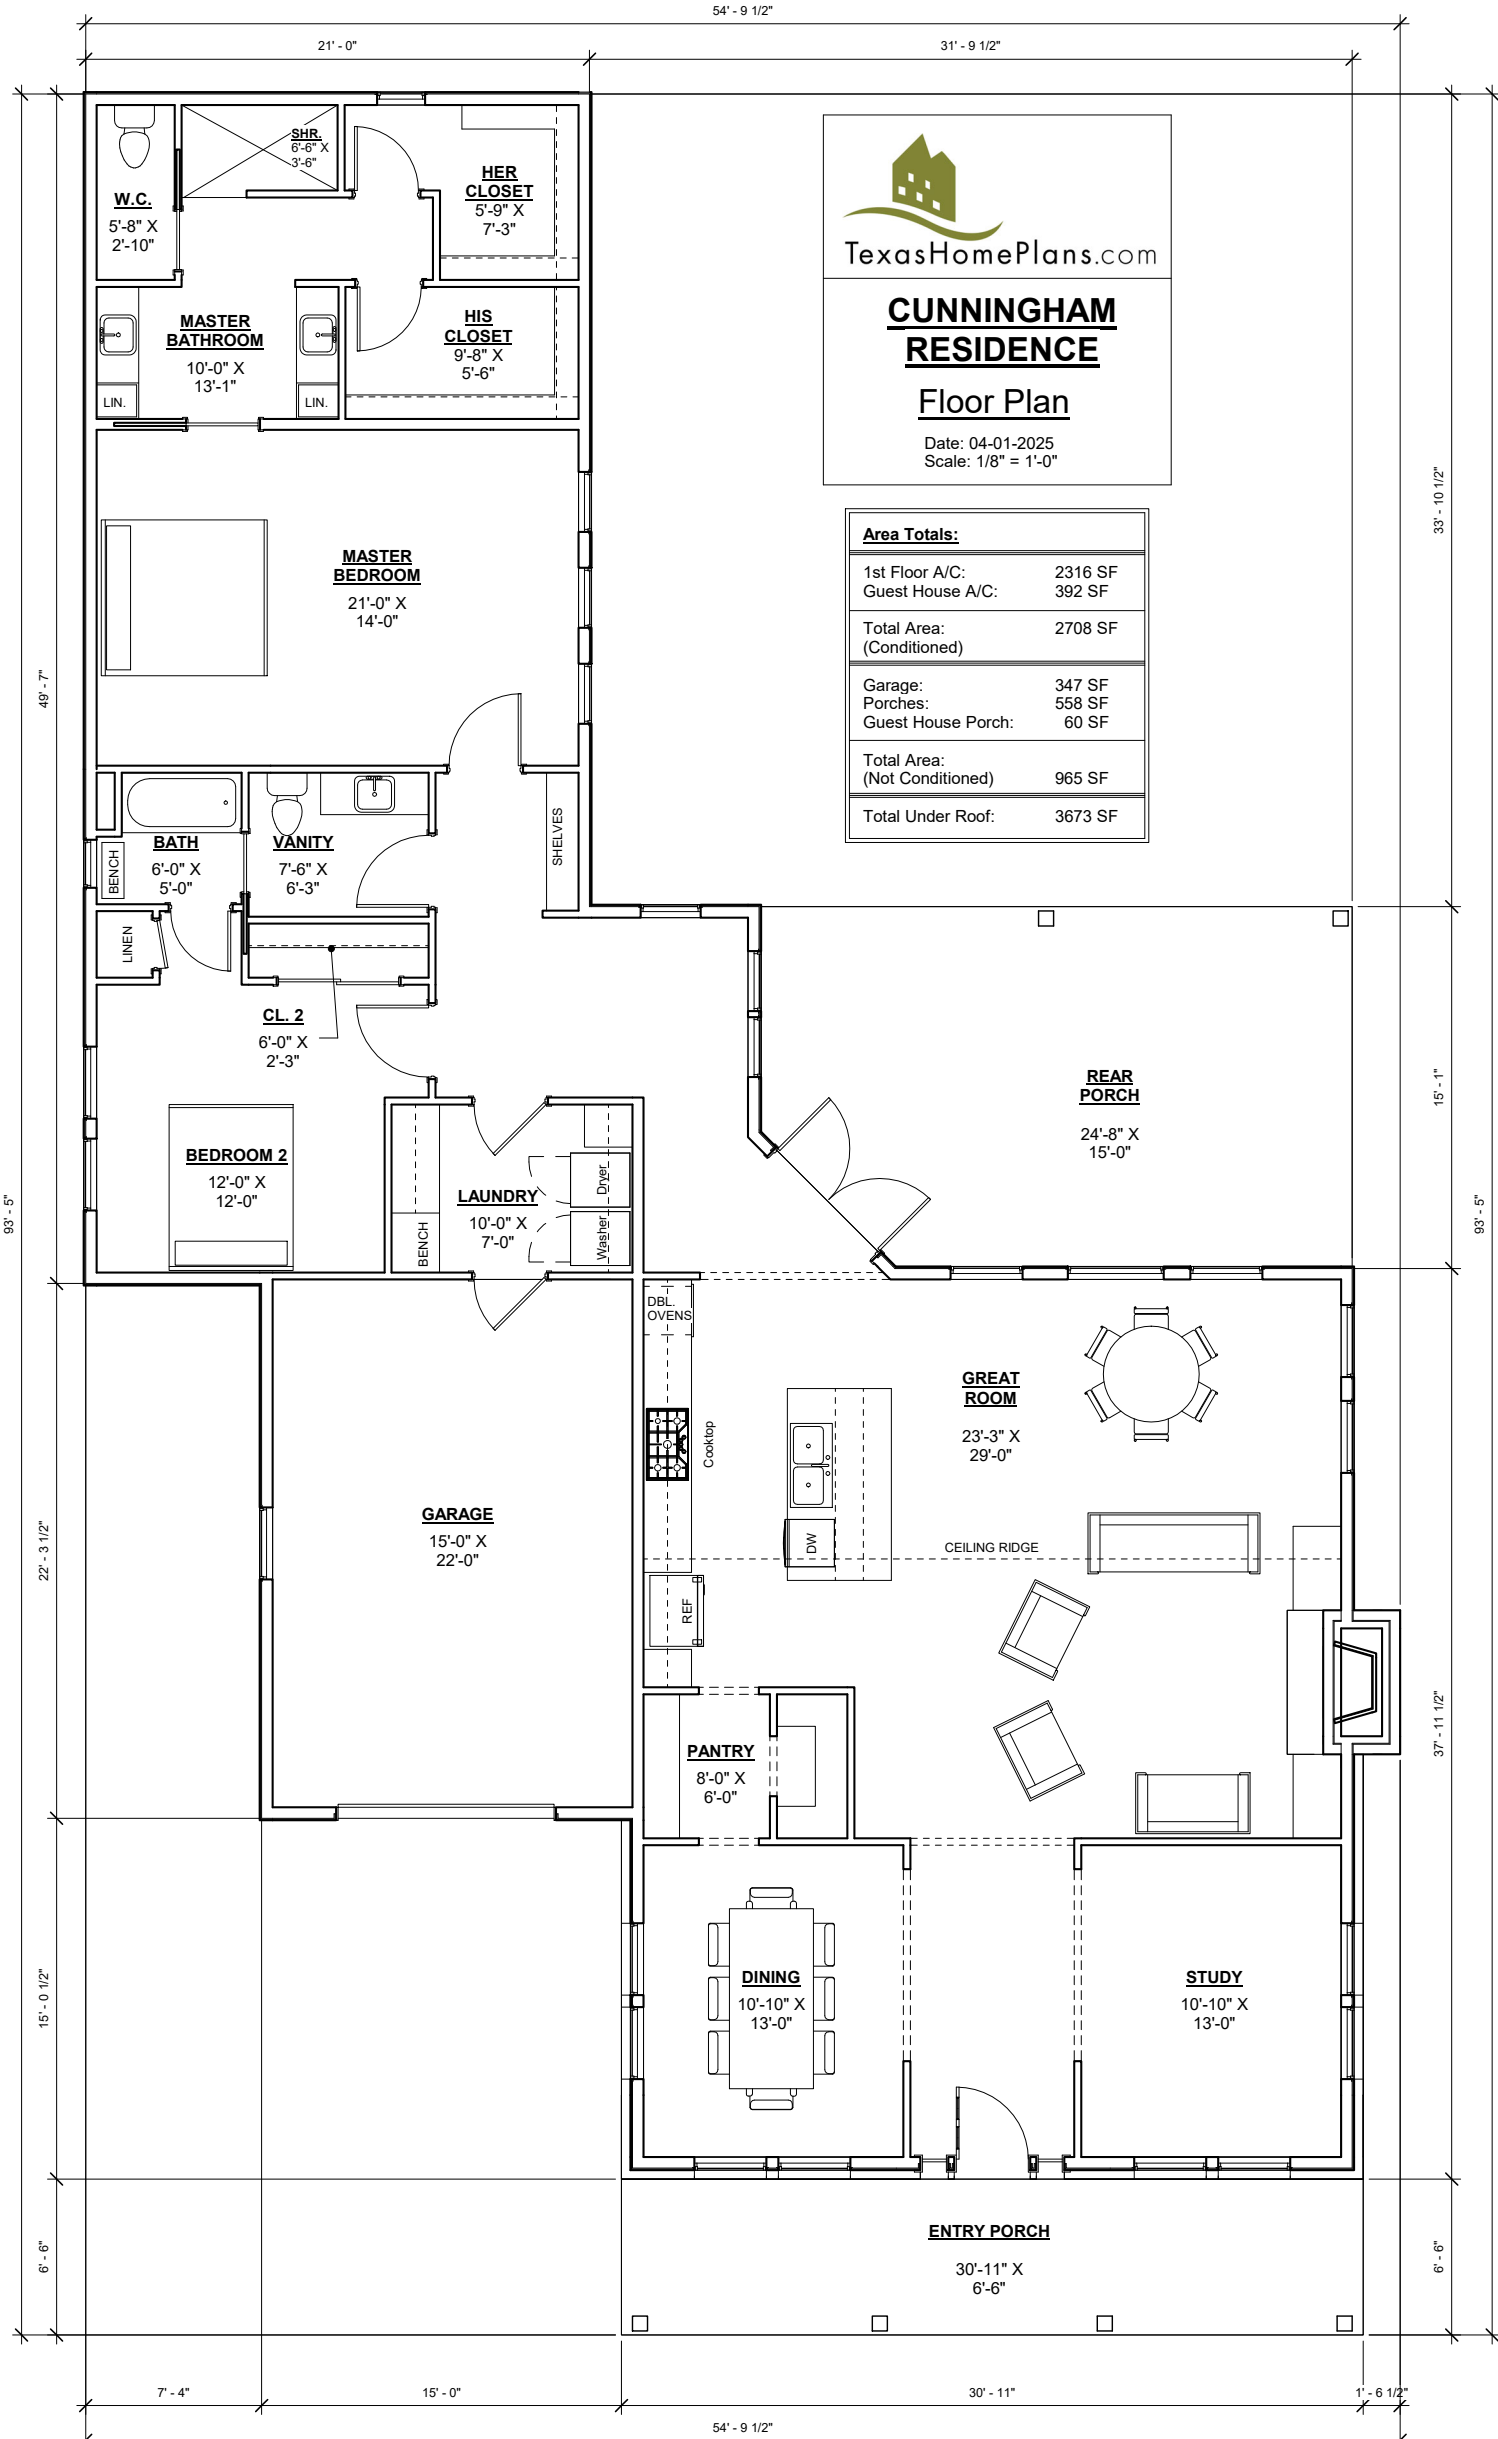 54' - 9 1/2"
21' - 0"
31' - 9 1/2"
SHR.
6'-6" X
3'-6"
W.C.
5'-8" X
2'-10"
HER
CLOSET
5'-9" X
7'-3"
TexasHomePlans.com
CUNNINGHAM
RESIDENCE
Floor Plan
Date: 04-01-2025
Scale: 1/8" = 1'-0"
MASTER
BATHROOM
10'-0" X
13'-1"
HIS
CLOSET
9'-8" X
5'-6"
LIN.
LIN.
33' - 10 1/2"
Area Totals:
1st Floor A/C: 2316 SF
Guest House A/C: 392 SF
Total Area: 2708 SF
(Conditioned)
Garage: 347 SF
Porches: 558 SF
Guest House Porch: 60 SF
Total Area:
(Not Conditioned) 965 SF
Total Under Roof: 3673 SF
MASTER
BEDROOM
21'-0" X
14'-0"
49' - 7"
BATH
6'-0" X
5'-0"
BENCH
VANITY
7'-6" X
6'-3"
SHELVES
LINEN
CL. 2
6'-0" X
2'-3"
REAR
PORCH
24'-8" X
15'-0"
15' - 1"
BEDROOM 2
12'-0" X
12'-0"
LAUNDRY
10'-0" X
7'-0"
BENCH
Dryer
Washer
93' - 5"
93' - 5"
DBL.
OVENS
Cooktop
GREAT
ROOM
23'-3" X
29'-0"
GARAGE
15'-0" X
22'-0"
22' - 3 1/2"
DW
CEILING RIDGE
REF
37' - 11 1/2"
PANTRY
8'-0" X
6'-0"
DINING
10'-10" X
13'-0"
STUDY
10'-10" X
13'-0"
15' - 0 1/2"
ENTRY PORCH
30'-11" X
6'-6"
6' - 6"
6' - 6"
7' - 4"
15' - 0"
30' - 11"
1' - 6 1/2"
54' - 9 1/2"